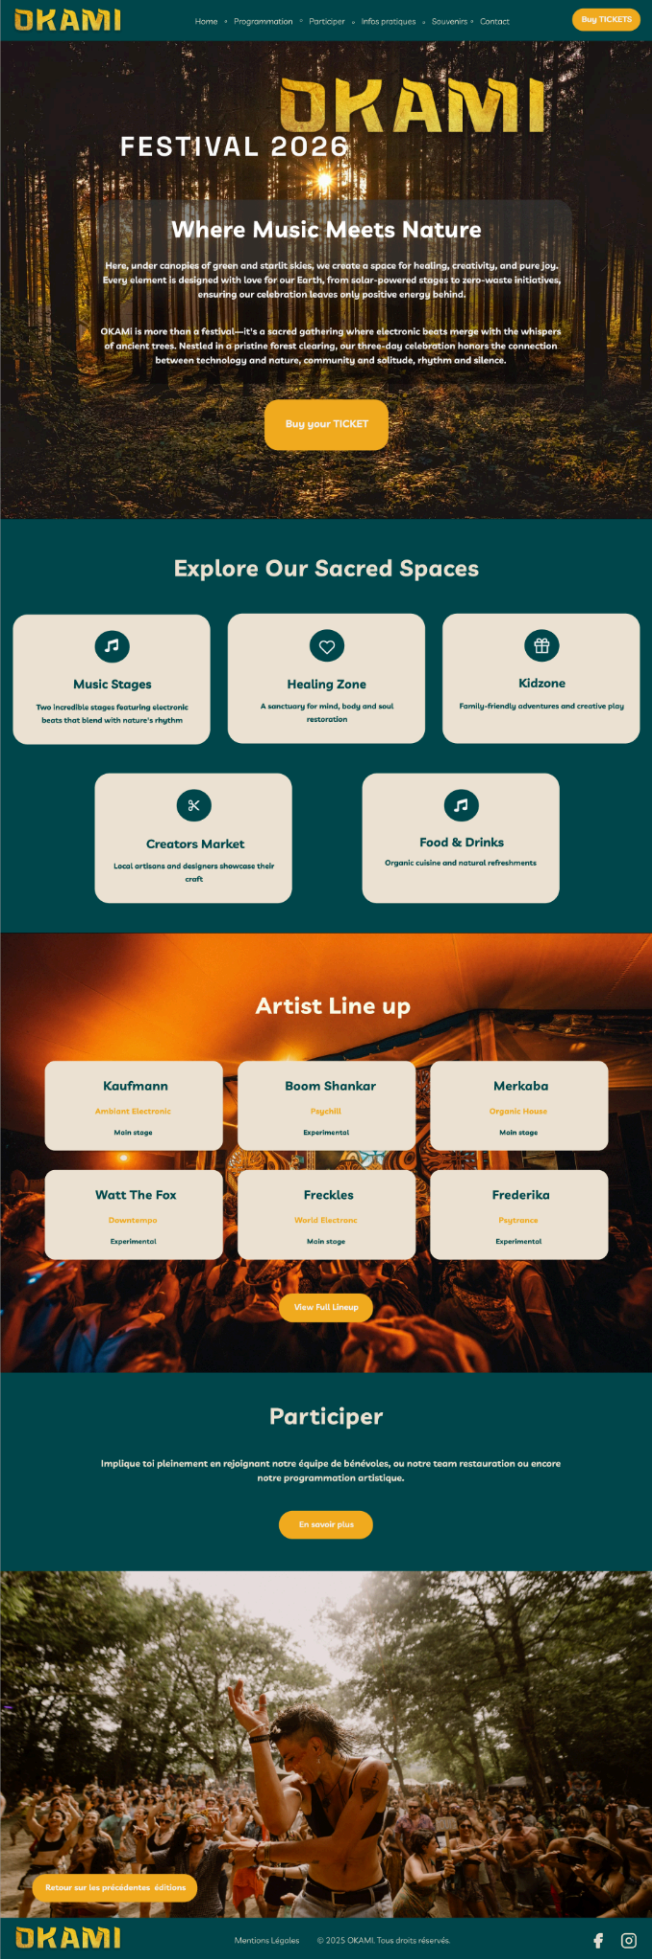 OKAMI
Home • Programmation • Participer • Infos pratiques • Souvenirs • Contact
Buy TICKETS
OKAMI
FESTIVAL 2026
Where Music Meets Nature
Here, under canopies of green and starlit skies, we create a space for healing, creativity, and pure joy.
Every element is designed with love for our Earth, from solar-powered stages to zero-waste initiatives,
ensuring our celebration leaves only positive energy behind.
OKAMi is more than a festival—it's a sacred gathering where electronic beats merge with the whispers
of ancient trees. Nestled in a pristine forest clearing, our three-day celebration honors the connection
between technology and nature, community and solitude, rhythm and silence.
Buy your TICKET
Explore Our Sacred Spaces
Music Stages
Two incredible stages featuring electronic
beats that blend with nature's rhythm
Healing Zone
A sanctuary for mind, body and soul
restoration
Kidzone
Family-friendly adventures and creative play
Creators Market
Local artisans and designers showcase their
craft
Food & Drinks
Organic cuisine and natural refreshments
Artist Line up
Kaufmann
Ambiant Electronic
Main stage
Boom Shankar
Psychill
Experimental
Merkaba
Organic House
Main stage
Watt The Fox
Downtempo
Experimental
Freckles
World Electronc
Main stage
Frederika
Psytrance
Experimental
View Full Lineup
Participer
Implique toi pleinement en rejoignant notre équipe de bénévoles, ou notre team restauration ou encore
notre programmation artistique.
En savoir plus
Retour sur les précédentes éditions
OKAMI
Mentions Légales
© 2025 OKAMI. Tous droits réservés.